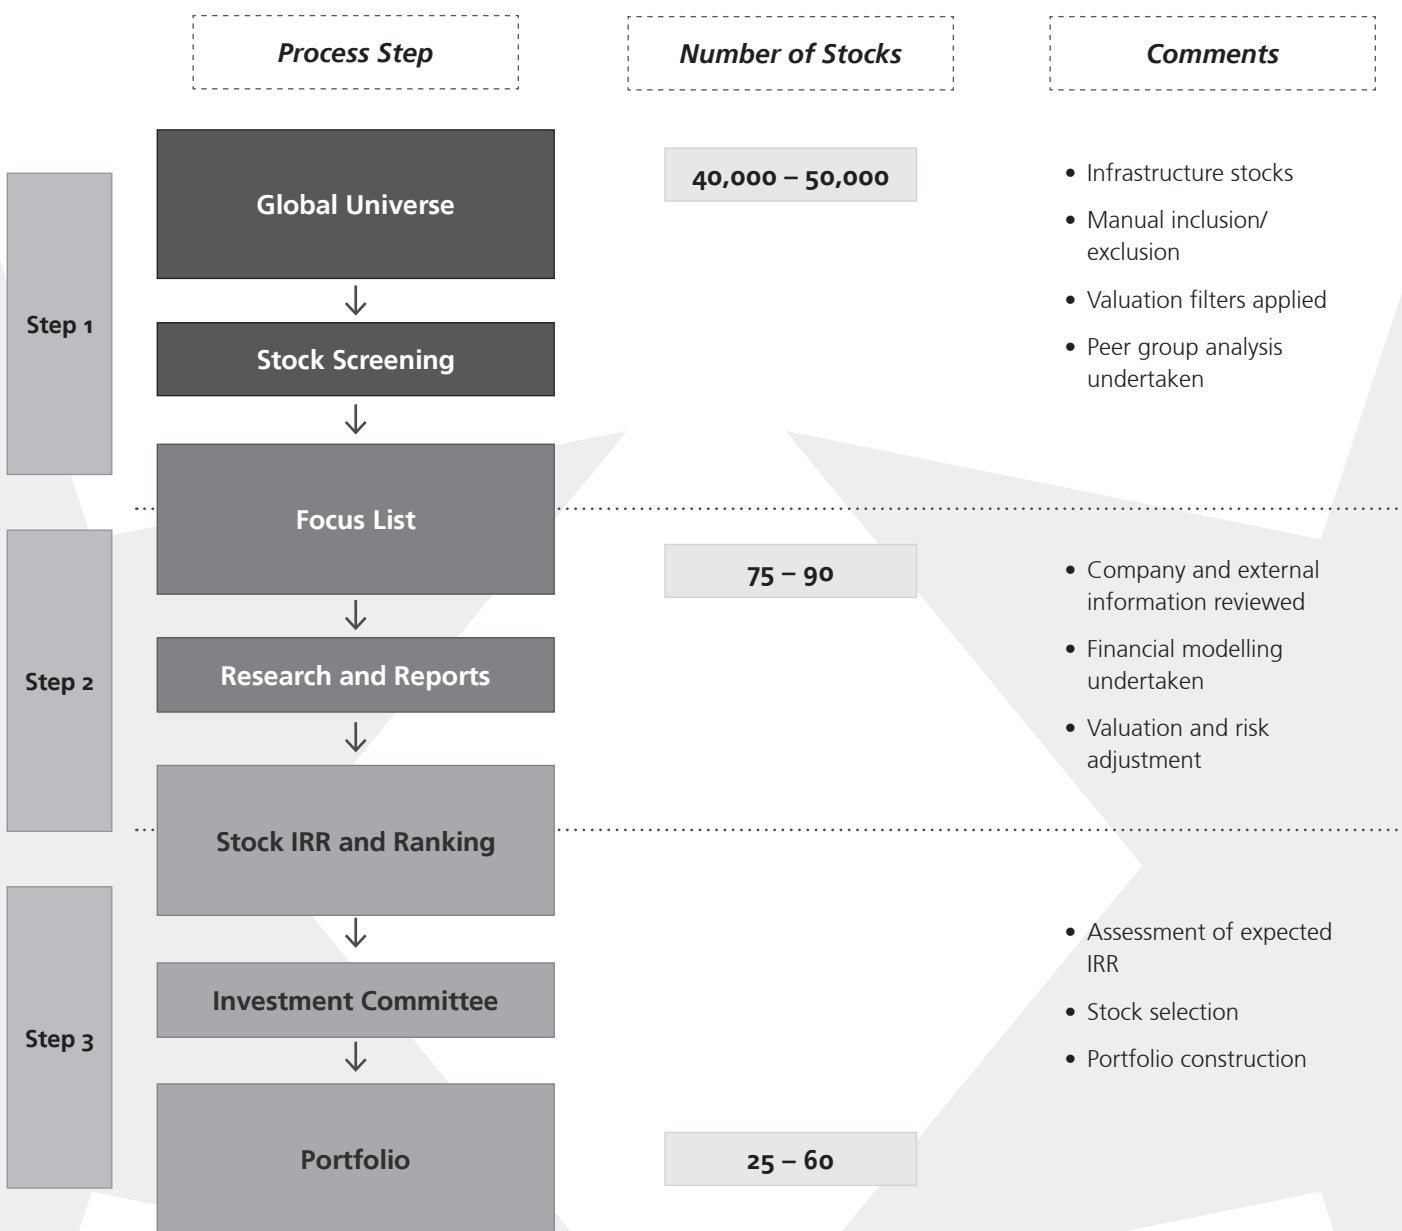 Process Step
Number of Stocks
Comments
Step 1
Global Universe
40,000 – 50,000
Stock Screening
• Infrastructure stocks
• Manual inclusion/
exclusion
• Valuation filters applied
• Peer group analysis
undertaken
Step 2
Focus List
75 – 90
Research and Reports
• Company and external
information reviewed
• Financial modelling
undertaken
• Valuation and risk
adjustment
Stock IRR and Ranking
Step 3
Investment Committee
Portfolio
25 – 60
• Assessment of expected
IRR
• Stock selection
• Portfolio construction